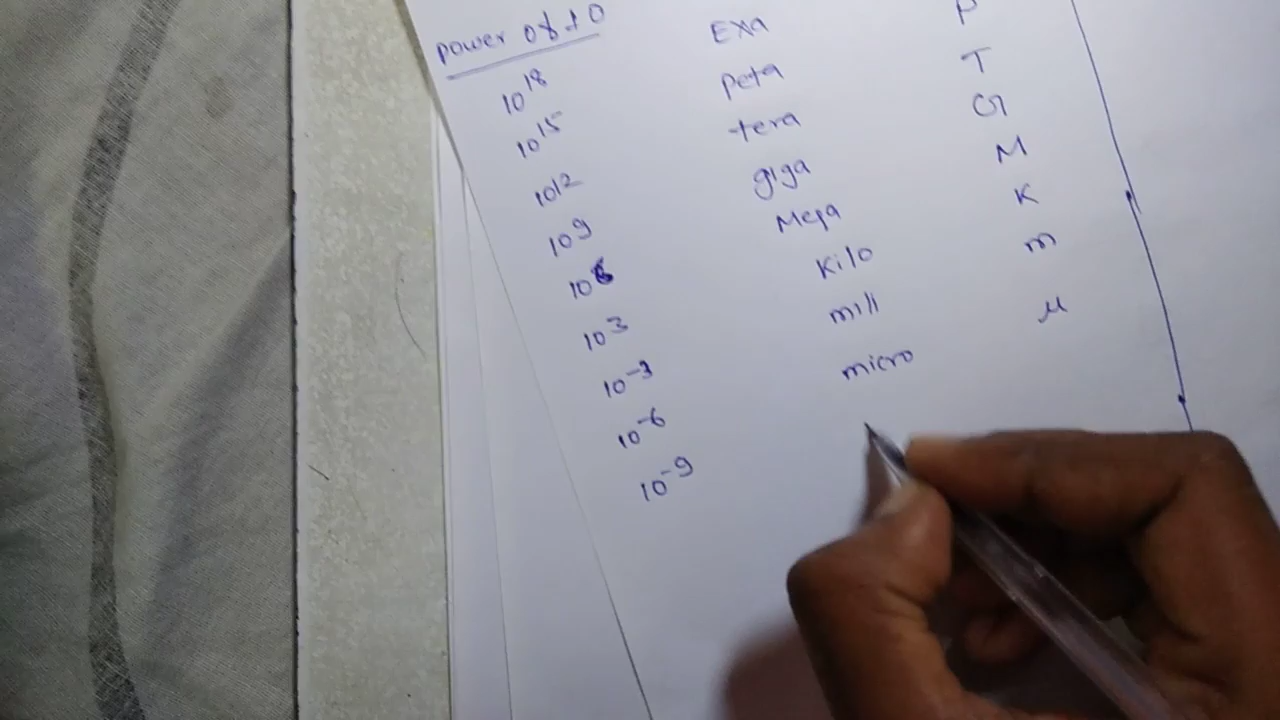 power of 10
10^18 Exa P
10^15 peta T
10^12 tera G
10^9 giga M
10^6 Mega K
10^3 Kilo m
10^-3 mili μ
10^-6 micro
10^-9